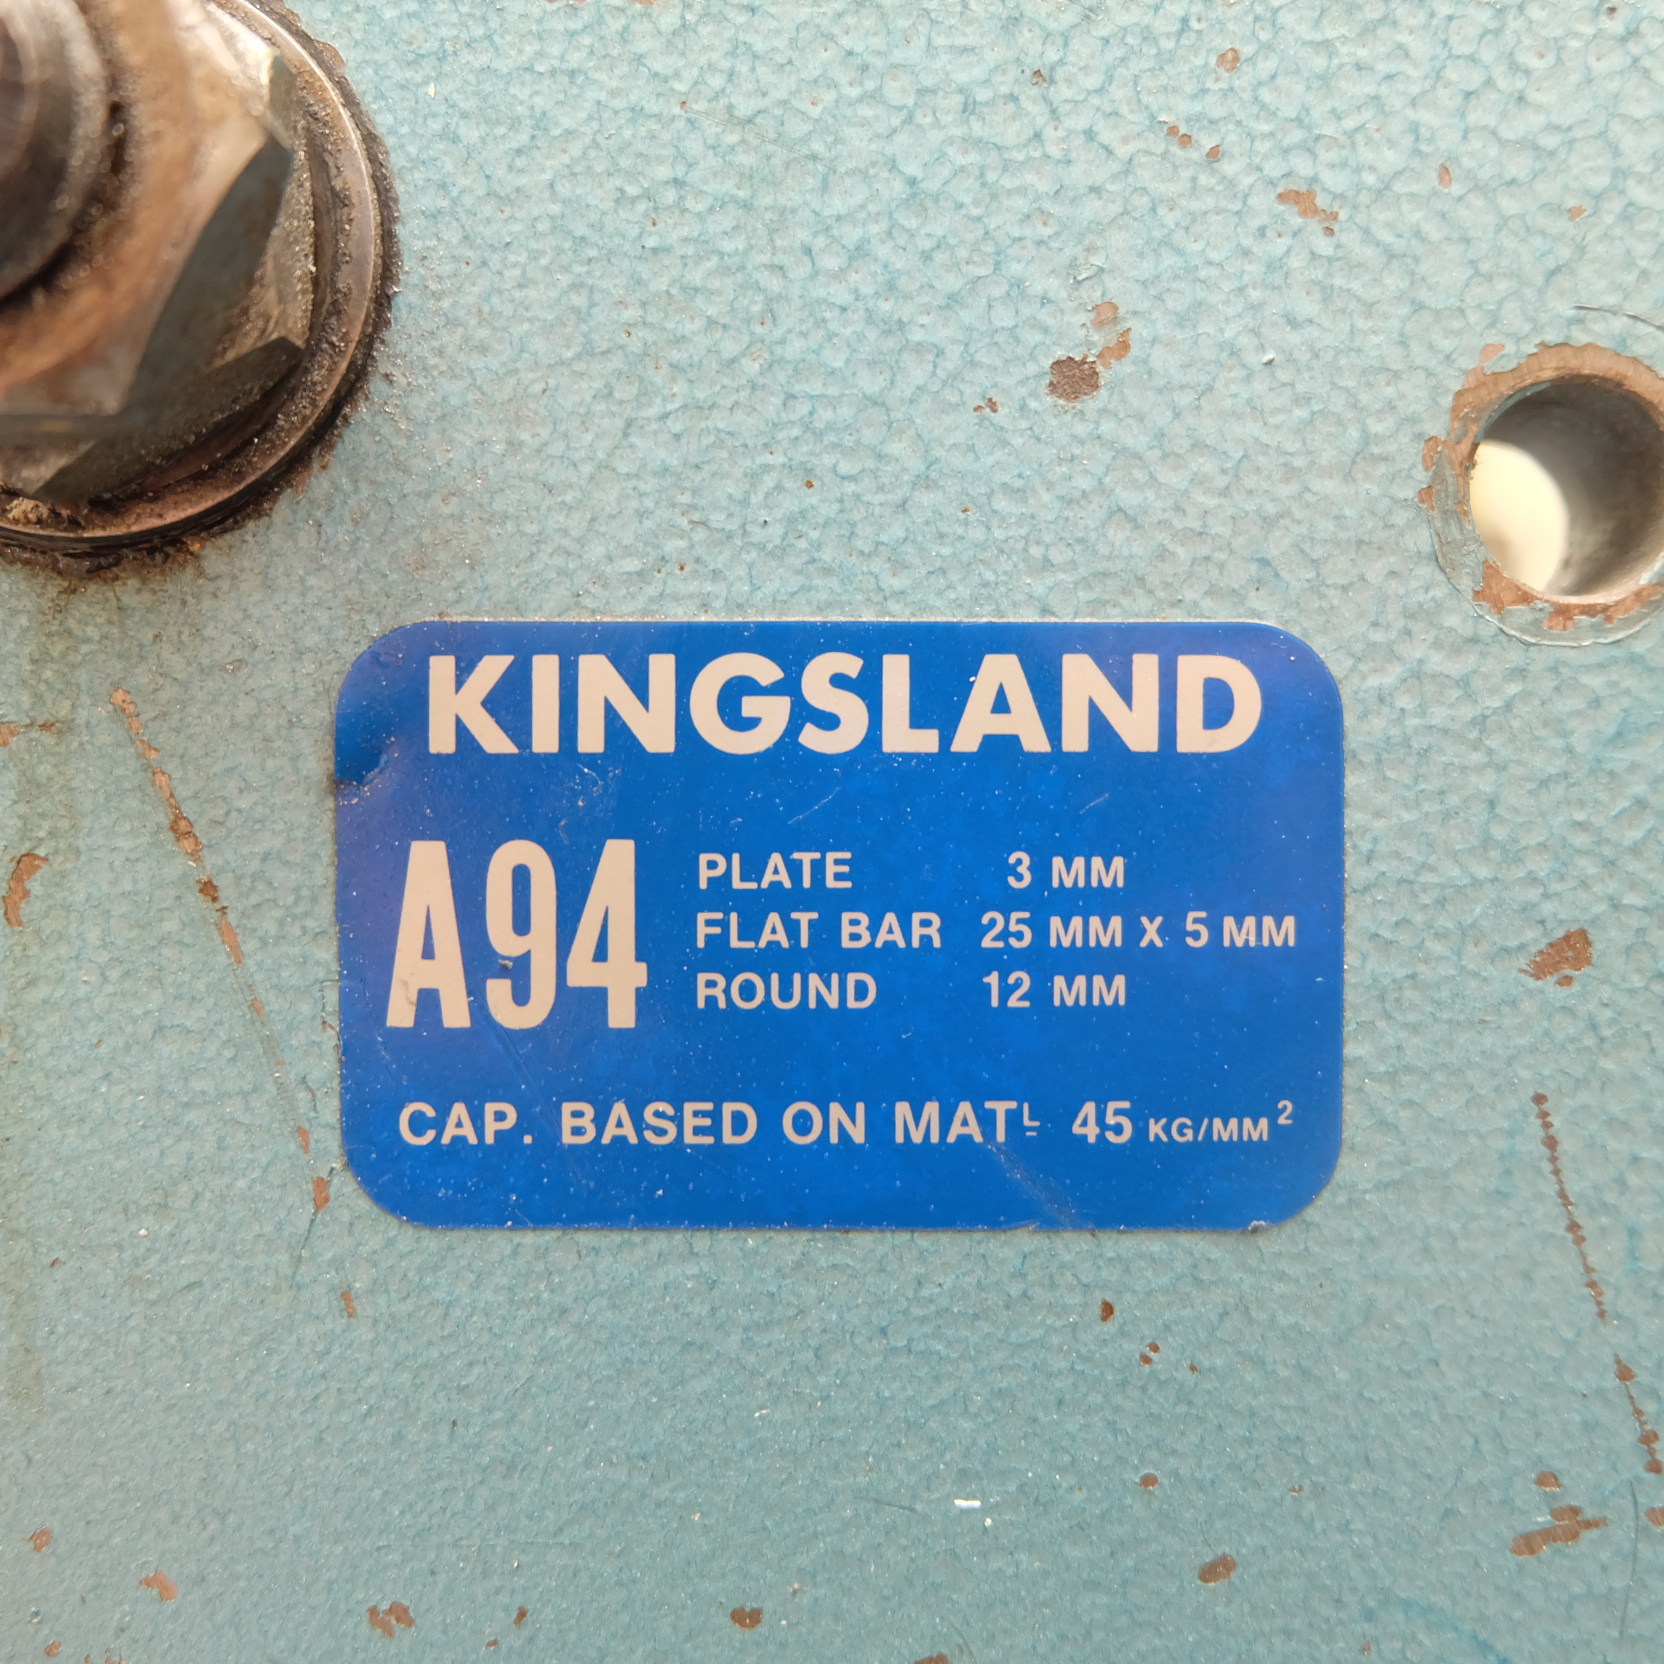 KINGSLAND
A94
PLATE 3 MM
FLAT BAR 25 MM X 5 MM
ROUND 12 MM
CAP. BASED ON MATL 45 KG/MM²